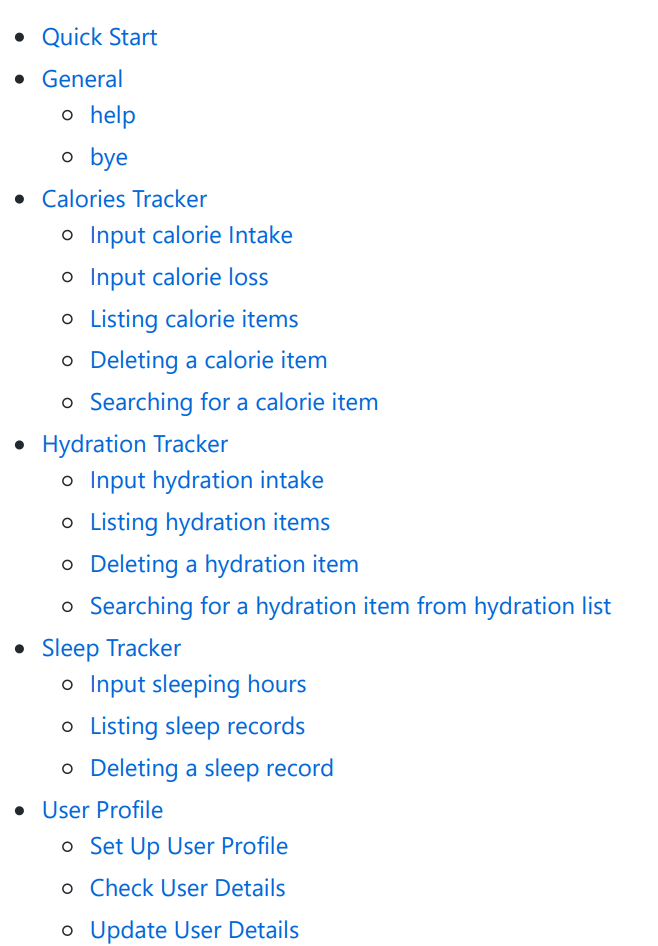 Quick Start
General
help
bye
Calories Tracker
Input calorie Intake
Input calorie loss
Listing calorie items
Deleting a calorie item
Searching for a calorie item
Hydration Tracker
Input hydration intake
Listing hydration items
Deleting a hydration item
Searching for a hydration item from hydration list
Sleep Tracker
Input sleeping hours
Listing sleep records
Deleting a sleep record
User Profile
Set Up User Profile
Check User Details
Update User Details